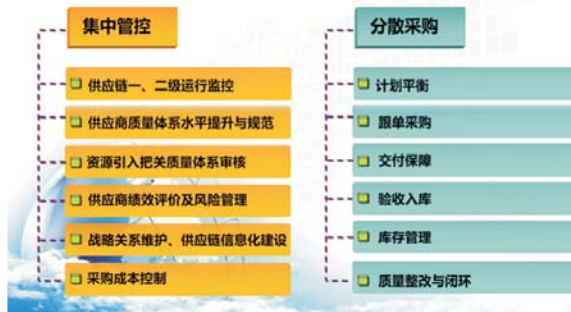 集中管控
供应链一、二级运行监控
供应商质量体系水平提升与规范
资源引入把关质量体系审核
供应商绩效评价及风险管理
战略关系维护、供应链信息化建设
采购成本控制
分散采购
计划平衡
跟单采购
交付保障
验收入库
库存管理
质量整改与闭环